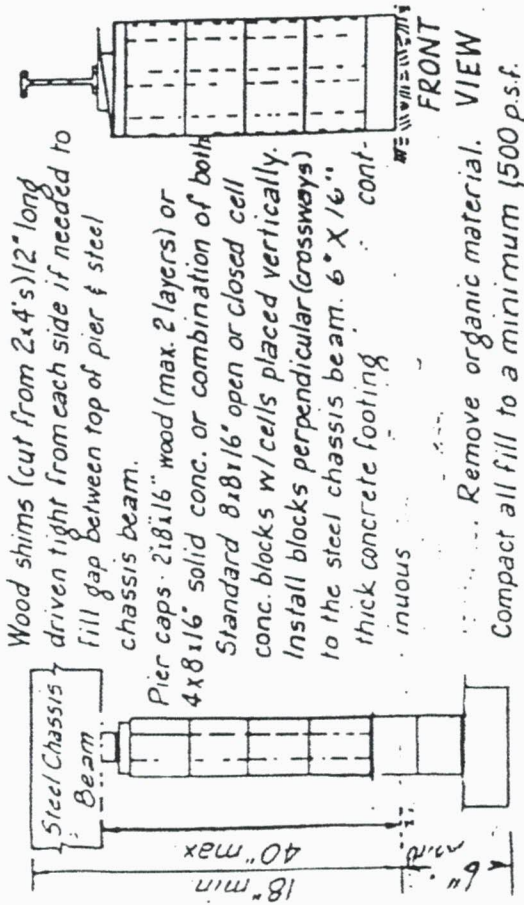 Wood shims (cut from 2x4's) 12" long
driven tight from each side if needed to
fill gap between top of pier & steel
chassis beam.
Pier caps 2x8x16" wood (max. 2 layers) or
4x8x16" solid conc. or combination of both
Standard 8x8x16" open or closed cell
conc. blocks w/cells placed vertically.
Install blocks perpendicular (crossways)
to the steel chassis beam. 6" X 16"
thick concrete footing cont-
inuous
Remove organic material.
Compact all fill to a minimum 1500 p.s.f.
Steel Chassis
Beam
18" min
40" max
6" min
FRONT
VIEW